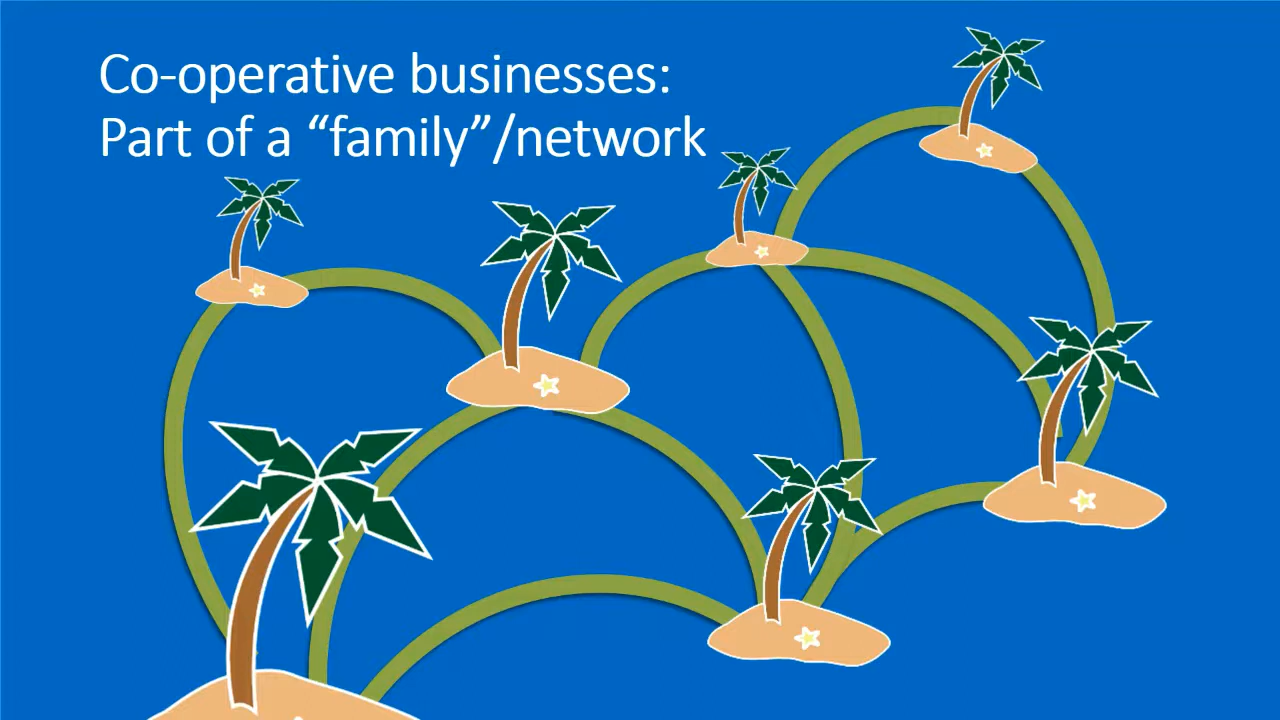 Co-operative businesses:
Part of a “family”/network